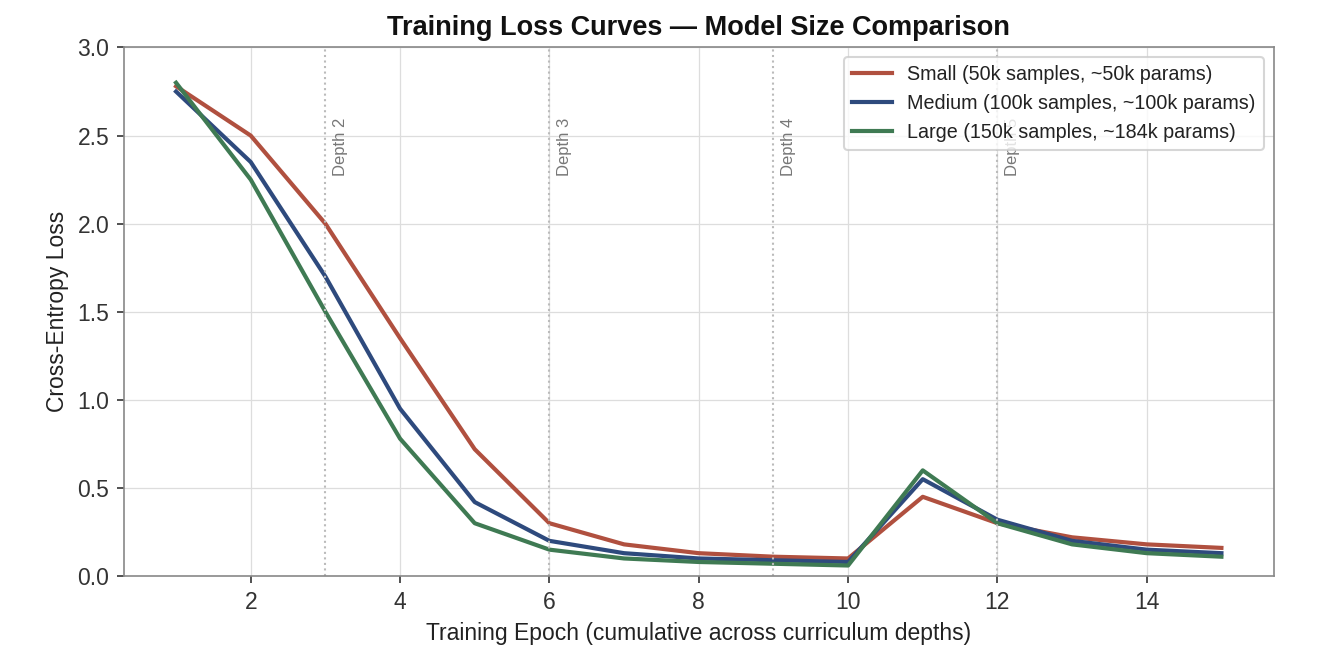 Training Loss Curves — Model Size Comparison
3.0
2.5
2.0
1.5
1.0
0.5
0.0
Cross-Entropy Loss
Depth 2
Depth 3
Depth 4
Small (50k samples, ~50k params)
Medium (100k samples, ~100k params)
Large (150k samples, ~184k params)
2
4
6
8
10
12
14
Training Epoch (cumulative across curriculum depths)